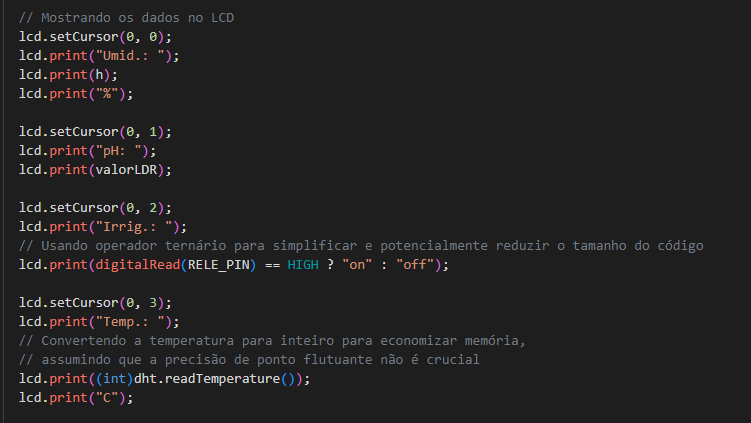 // Mostrando os dados no LCD
lcd.setCursor(0, 0);
lcd.print("Umid.: ");
lcd.print(h);
lcd.print("%");
lcd.setCursor(0, 1);
lcd.print("pH: ");
lcd.print(valorLDR);
lcd.setCursor(0, 2);
lcd.print("Irrig.: ");
// Usando operador ternário para simplificar e potencialmente reduzir o tamanho do código
lcd.print(digitalRead(RELE_PIN) == HIGH ? "on" : "off");
lcd.setCursor(0, 3);
lcd.print("Temp.: ");
// Convertendo a temperatura para inteiro para economizar memória,
// assumindo que a precisão de ponto flutuante não é crucial
lcd.print((int)dht.readTemperature());
lcd.print("C");